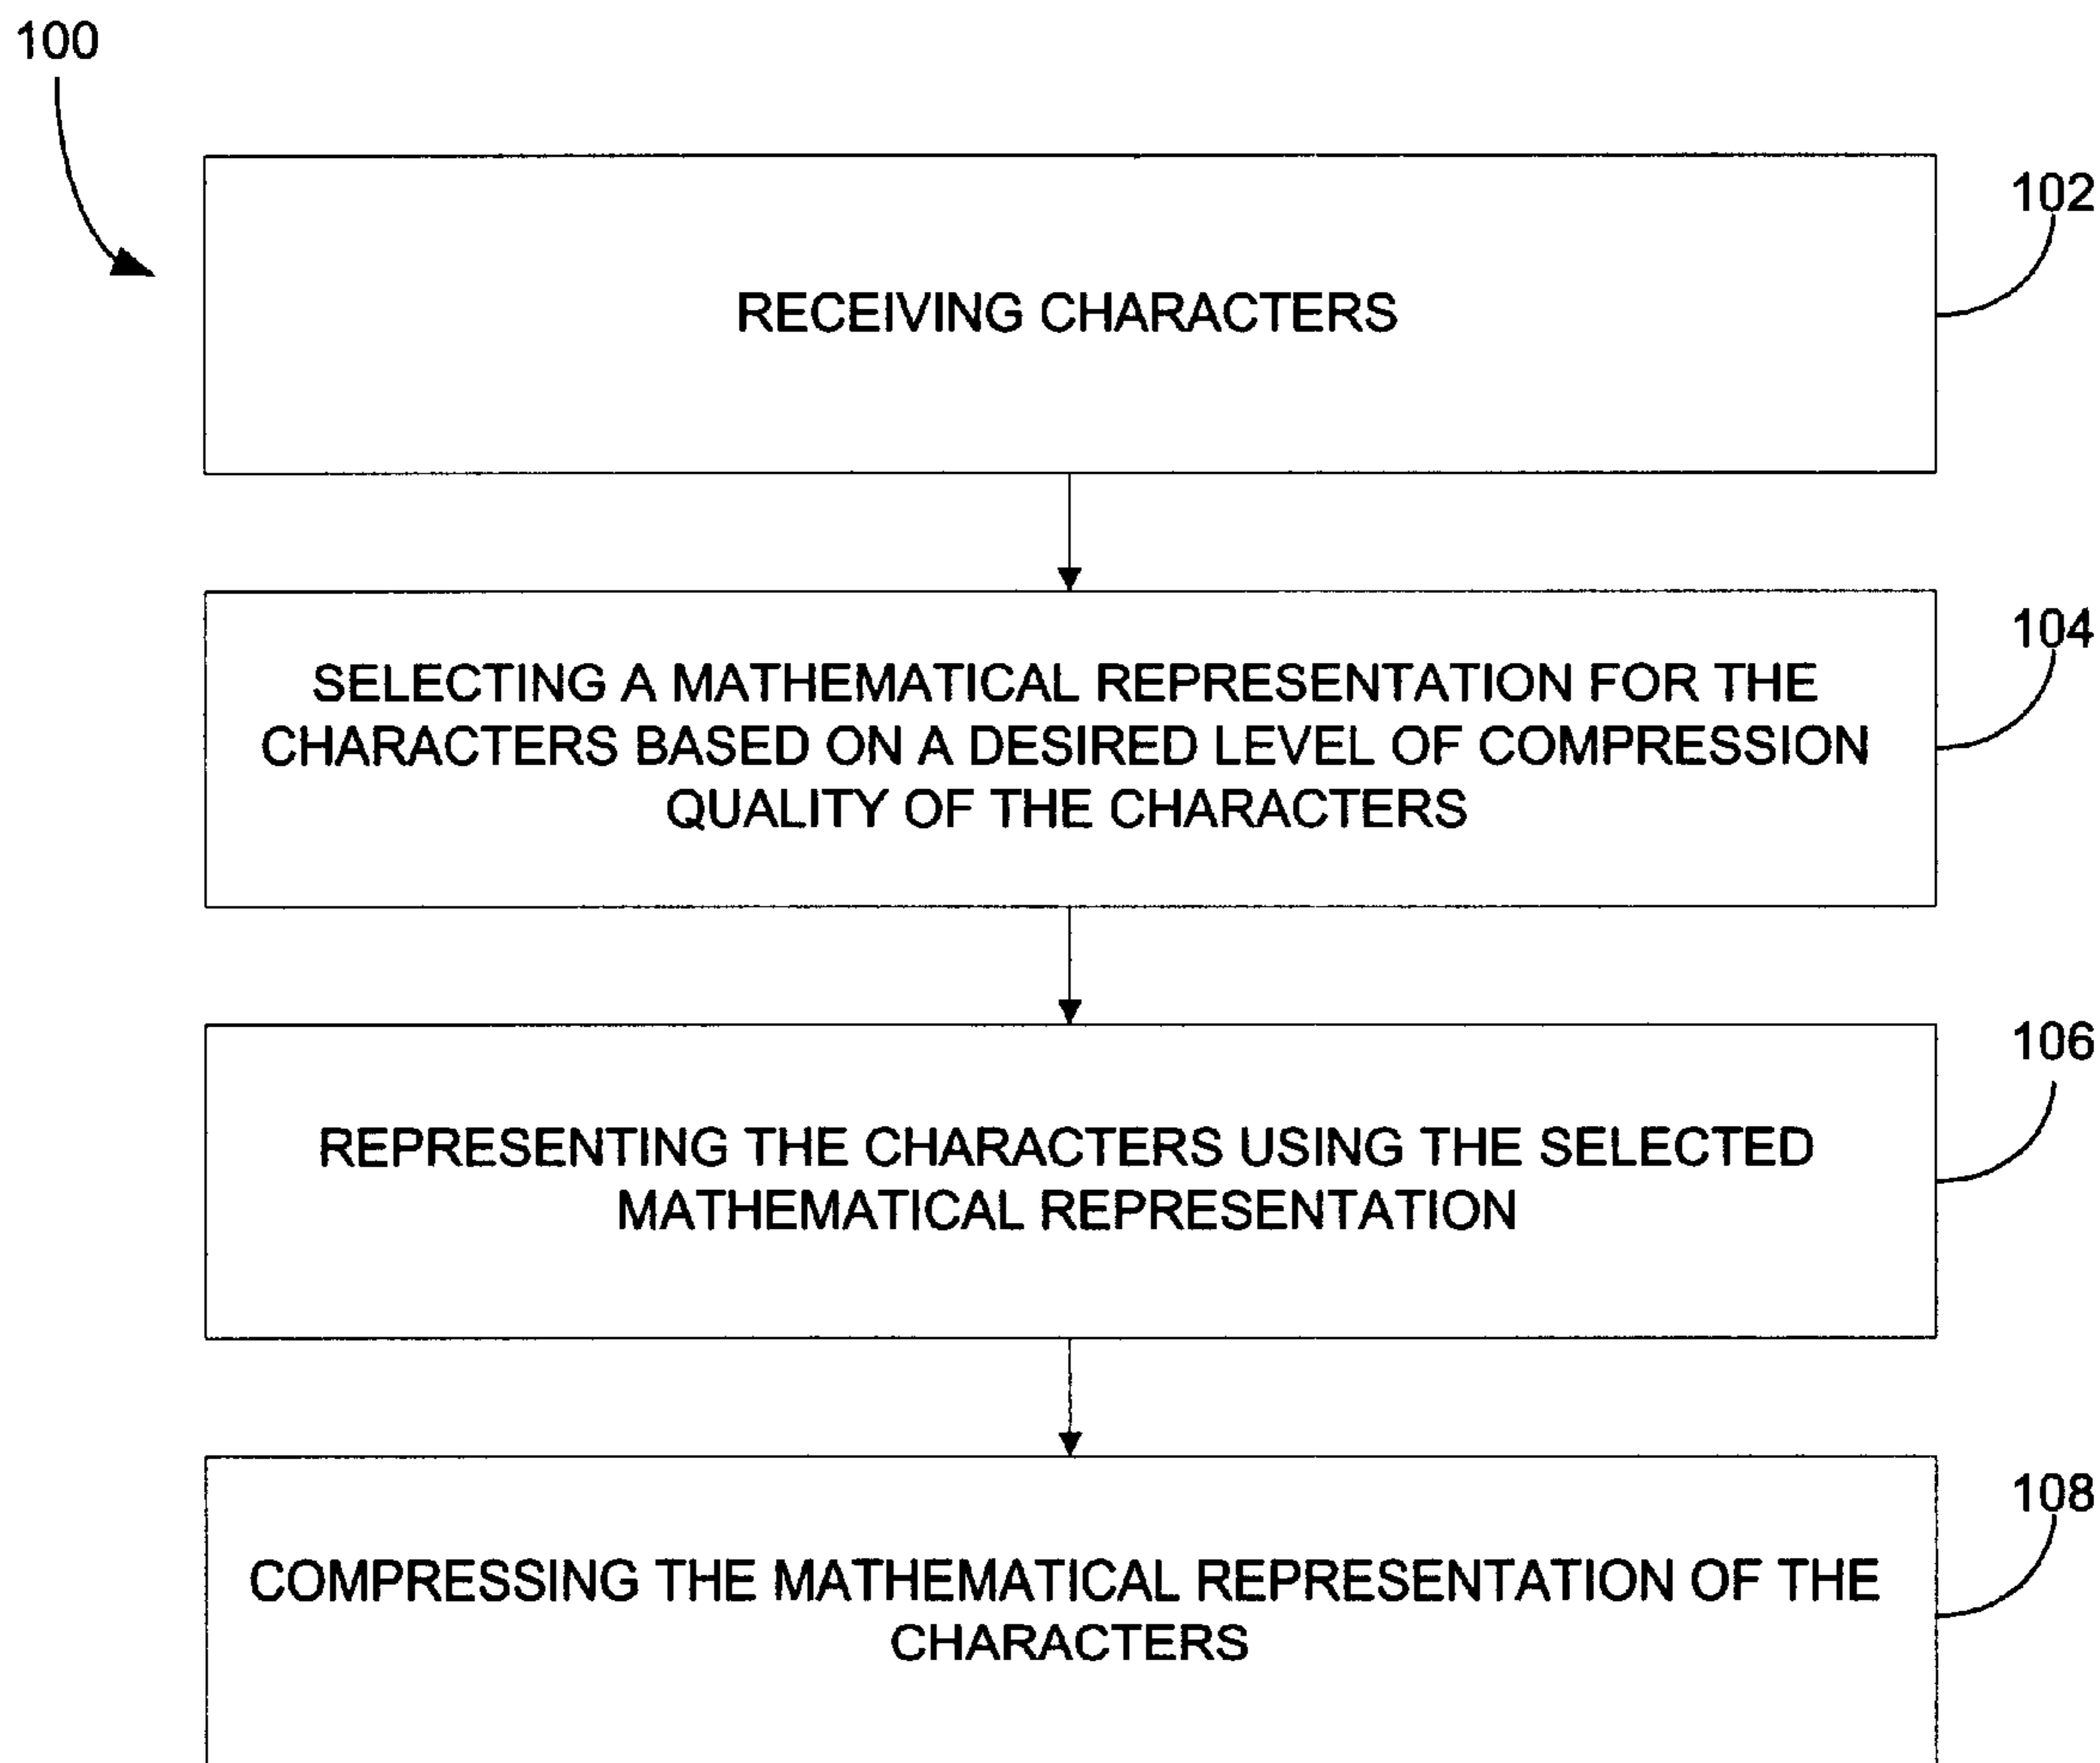 100
RECEIVING CHARACTERS
102
SELECTING A MATHEMATICAL REPRESENTATION FOR THE
CHARACTERS BASED ON A DESIRED LEVEL OF COMPRESSION
QUALITY OF THE CHARACTERS
104
REPRESENTING THE CHARACTERS USING THE SELECTED
MATHEMATICAL REPRESENTATION
106
COMPRESSING THE MATHEMATICAL REPRESENTATION OF THE
CHARACTERS
108